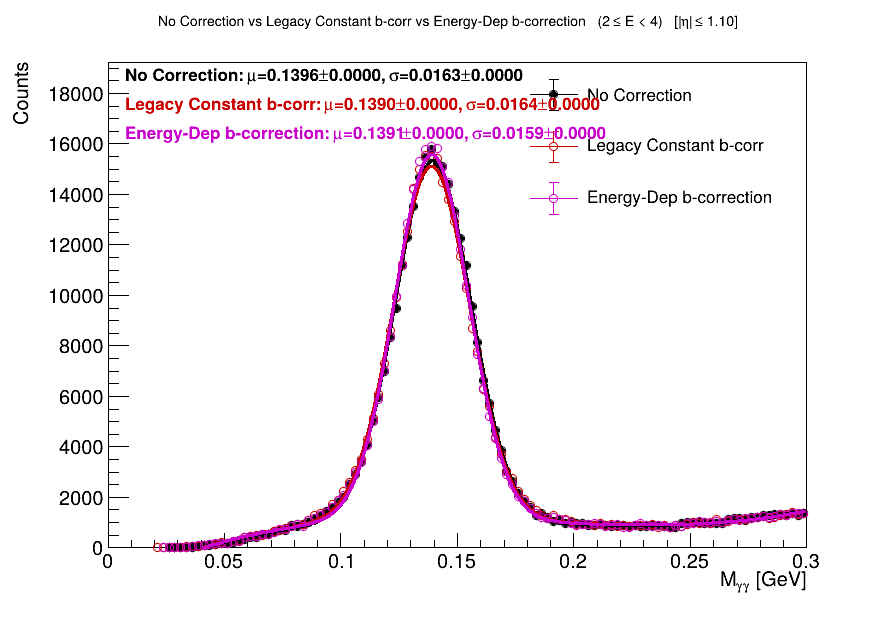 No Correction vs Legacy Constant b-corr vs Energy-Dep b-correction (2 ≤ E < 4) [|η| ≤ 1.10]
Counts
No Correction: μ=0.1396±0.0000, σ=0.0163±0.0000
Legacy Constant b-corr: μ=0.1390±0.0000, σ=0.0164±0.0000
Energy-Dep b-correction: μ=0.1391±0.0000, σ=0.0159±0.0000
No Correction
Legacy Constant b-corr
Energy-Dep b-correction
18000
16000
14000
12000
10000
8000
6000
4000
2000
0
0 0.05 0.1 0.15 0.2 0.25 0.3
Mγγ [GeV]